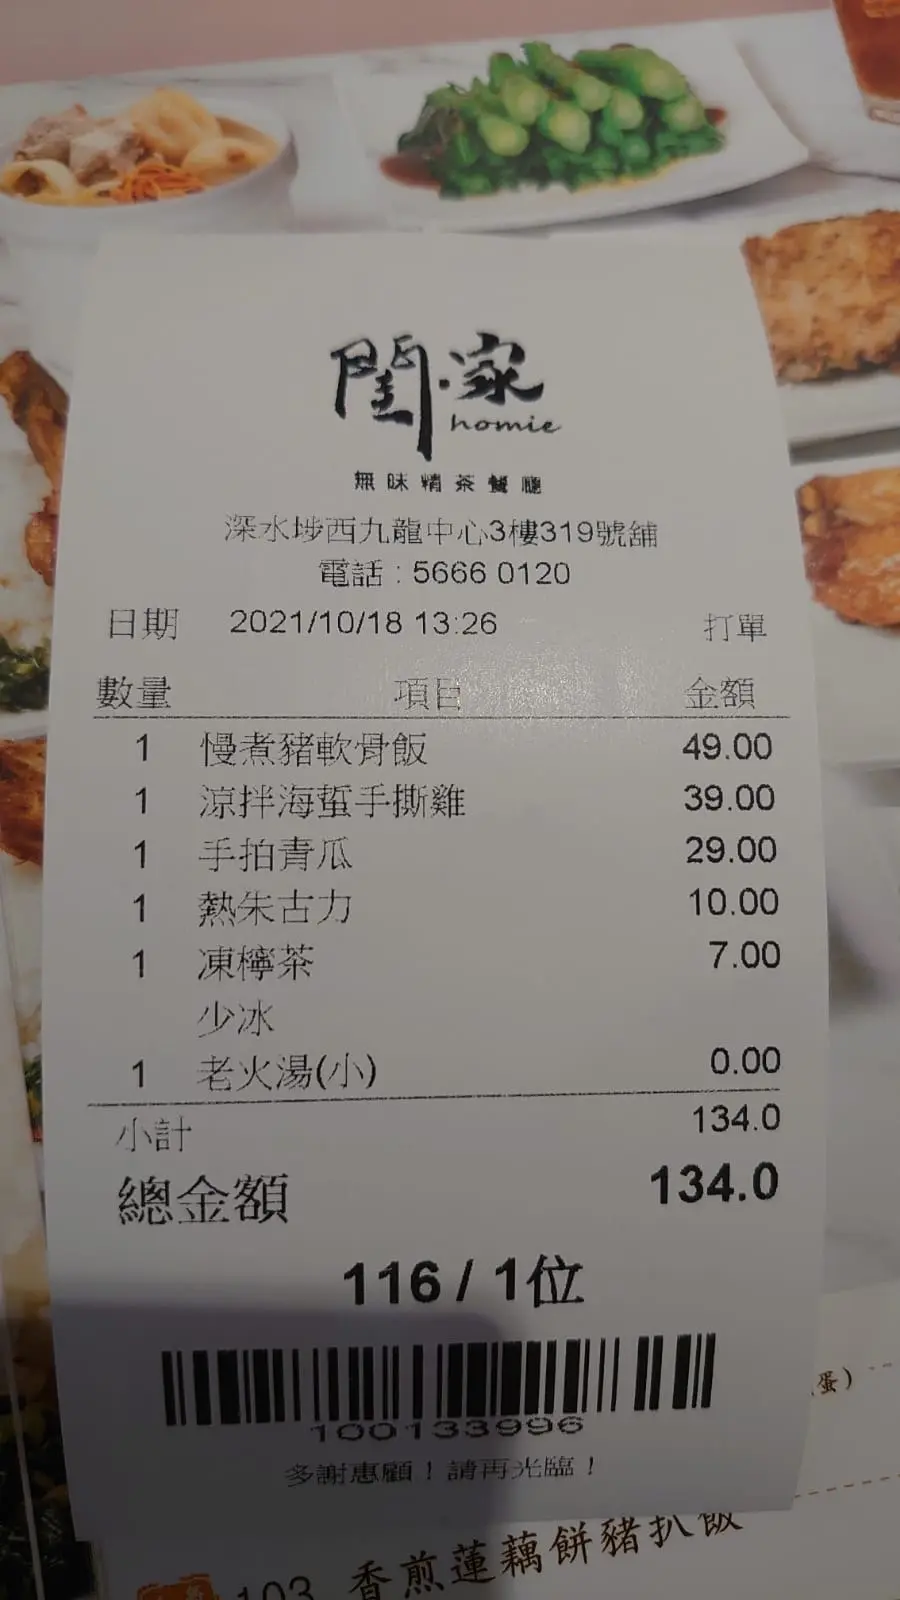 閨·家
homie
無味精茶餐廳
深水埗西九龍中心3樓319號舖
電話 : 5666 0120
日期 2021/10/18 13:26 打單
數量 項目 金額
1 慢煮豬軟骨飯 49.00
1 涼拌海蜇手撕雞 39.00
1 手拍青瓜 29.00
1 熱朱古力 10.00
1 凍檸茶 7.00
少冰
1 老火湯(小) 0.00
小計 134.0
總金額 134.0
116 / 1位
100133996
多謝惠顧！請再光臨！
蛋)
103 香煎蓮藕餅豬扒飯